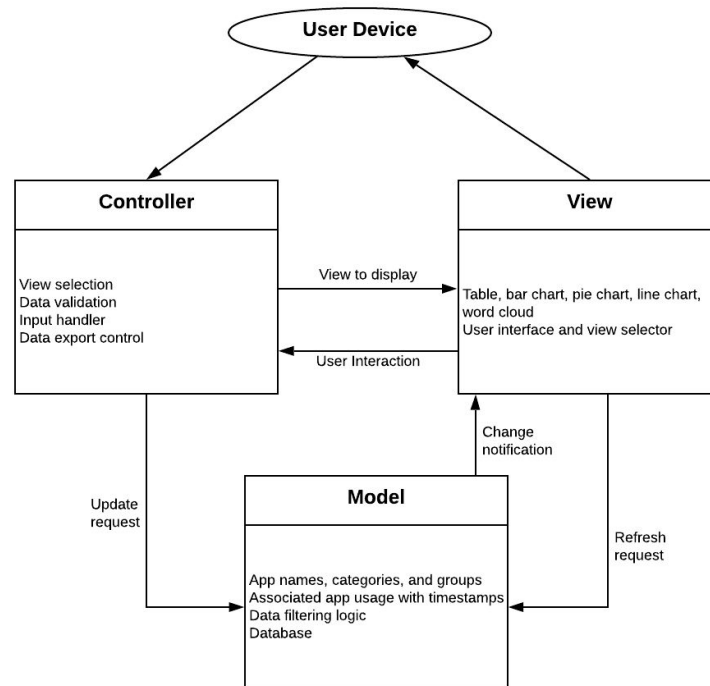 User Device
Controller
View
View selection
Data validation
Input handler
Data export control
View to display
Table, bar chart, pie chart, line chart,
word cloud
User interface and view selector
User Interaction
Change
notification
Model
Update
request
Refresh
request
App names, categories, and groups
Associated app usage with timestamps
Data filtering logic
Database